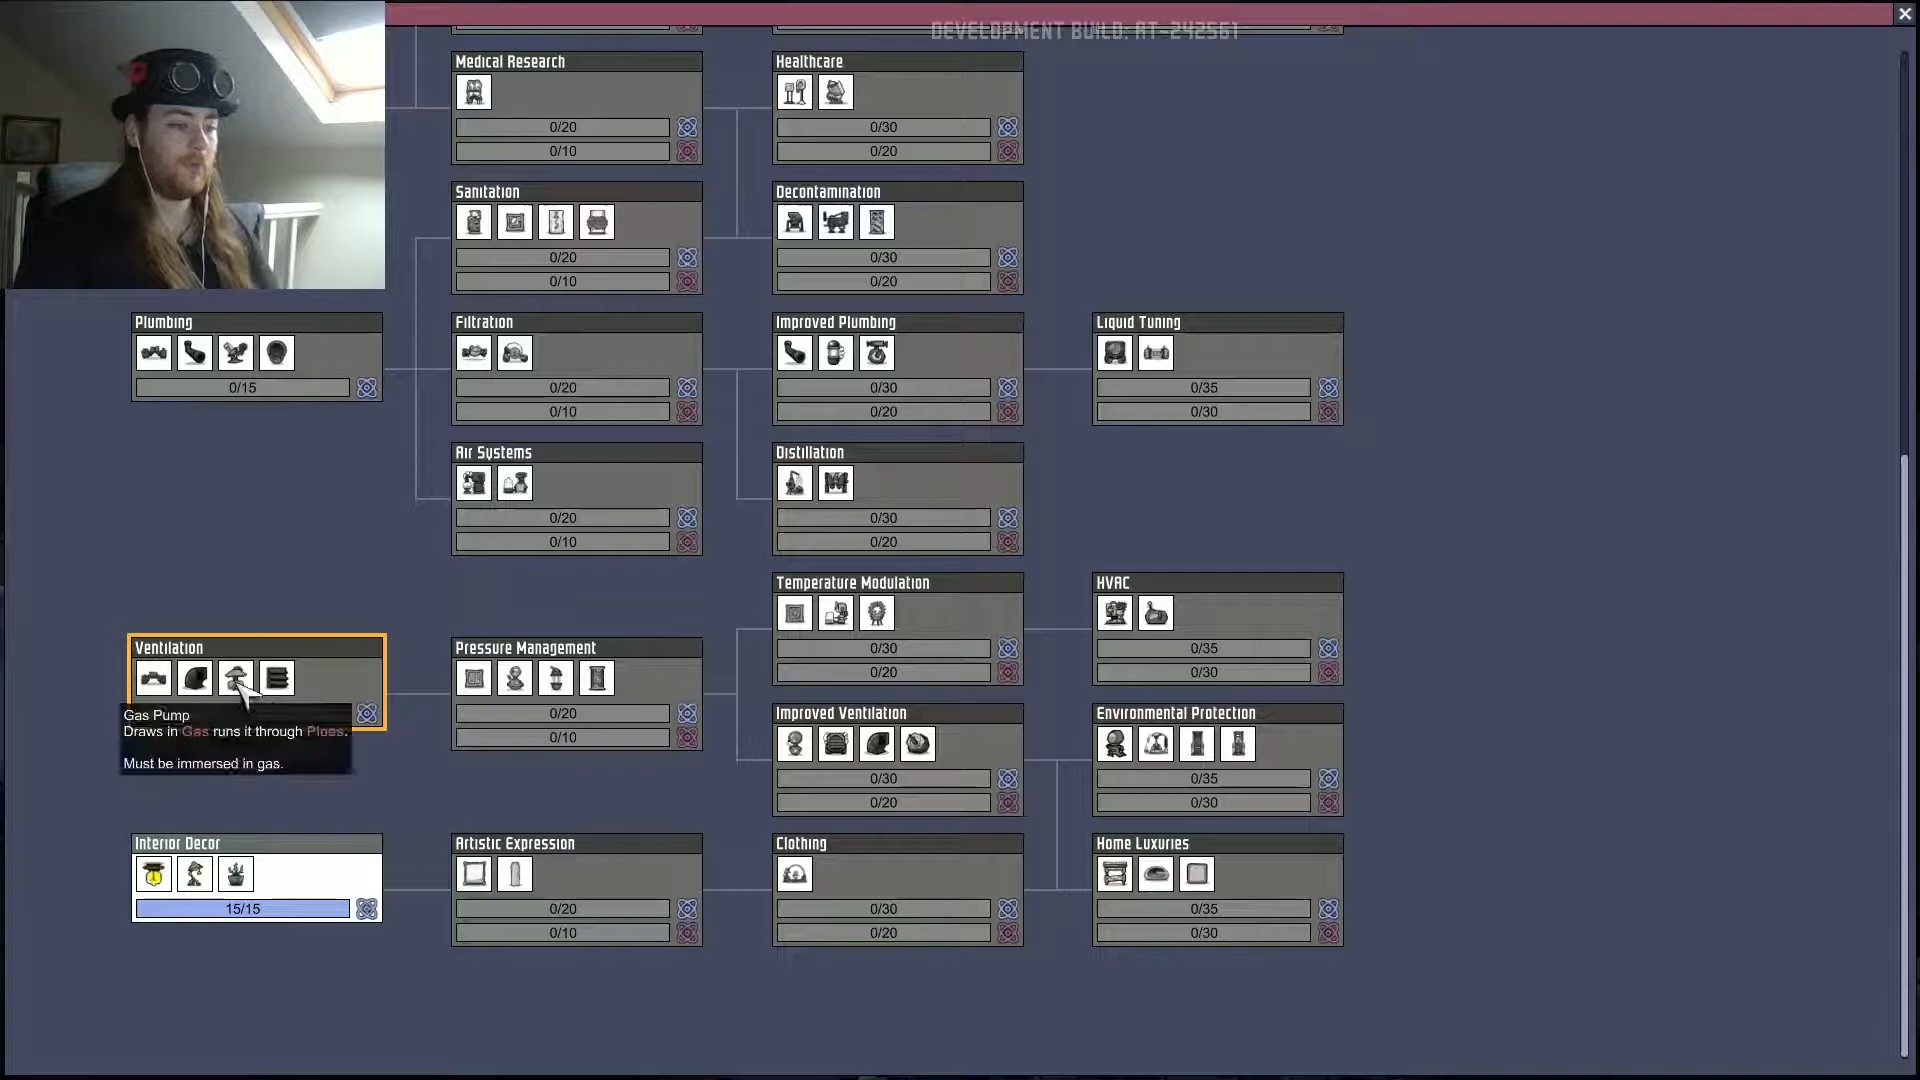 DEVELOPMENT BUILD: AT-242561
Medical Research
0/20
0/10
Healthcare
0/30
0/20
Sanitation
0/20
0/10
Decontamination
0/30
0/20
Plumbing
0/15
Filtration
0/20
0/10
Improved Plumbing
0/30
0/20
Liquid Tuning
0/35
0/30
Air Systems
0/20
0/10
Distillation
0/30
0/20
Temperature Modulation
0/30
0/20
HVAC
0/35
0/30
Ventilation
Gas Pump
Draws in Gas runs it through Pipes.
Must be immersed in gas.
Pressure Management
0/20
0/10
Improved Ventilation
0/30
0/20
Environmental Protection
0/35
0/30
Interior Decor
15/15
Artistic Expression
0/20
0/10
Clothing
0/30
0/20
Home Luxuries
0/35
0/30